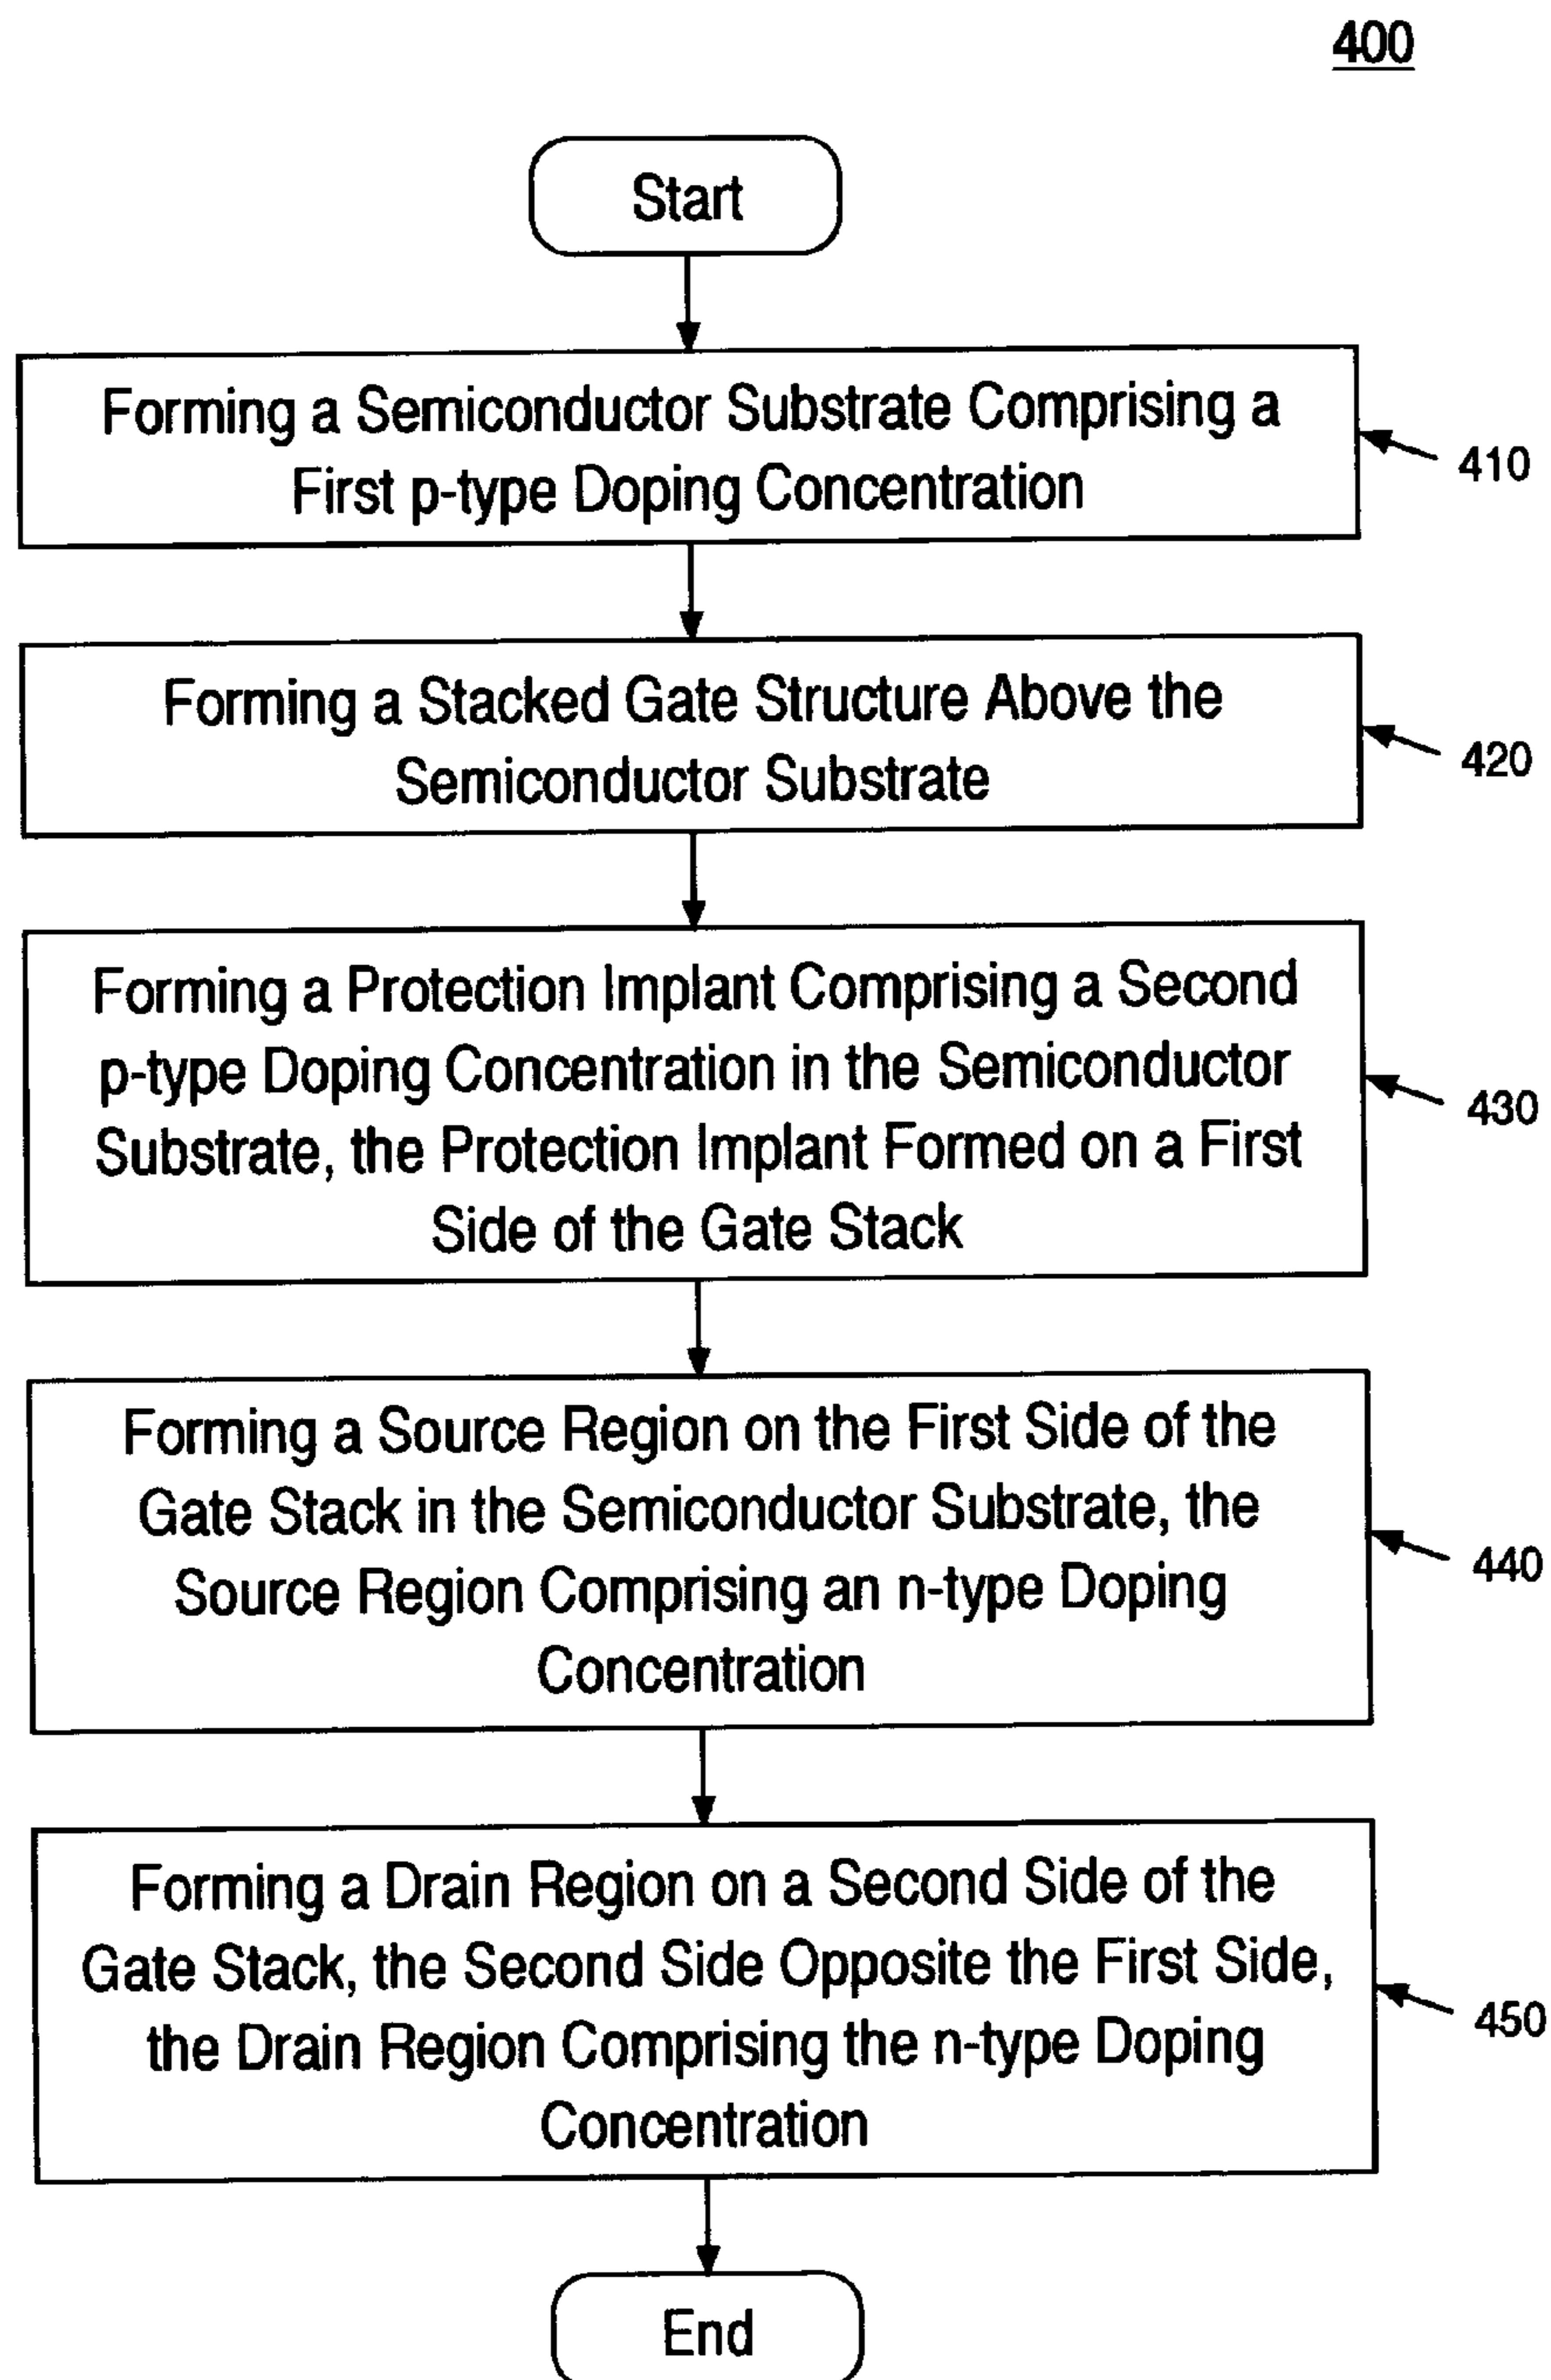 400
Start
Forming a Semiconductor Substrate Comprising a
First p-type Doping Concentration
410
Forming a Stacked Gate Structure Above the
Semiconductor Substrate
420
Forming a Protection Implant Comprising a Second
p-type Doping Concentration in the Semiconductor
Substrate, the Protection Implant Formed on a First
Side of the Gate Stack
430
Forming a Source Region on the First Side of the
Gate Stack in the Semiconductor Substrate, the
Source Region Comprising an n-type Doping
Concentration
440
Forming a Drain Region on a Second Side of the
Gate Stack, the Second Side Opposite the First Side,
the Drain Region Comprising the n-type Doping
Concentration
450
End